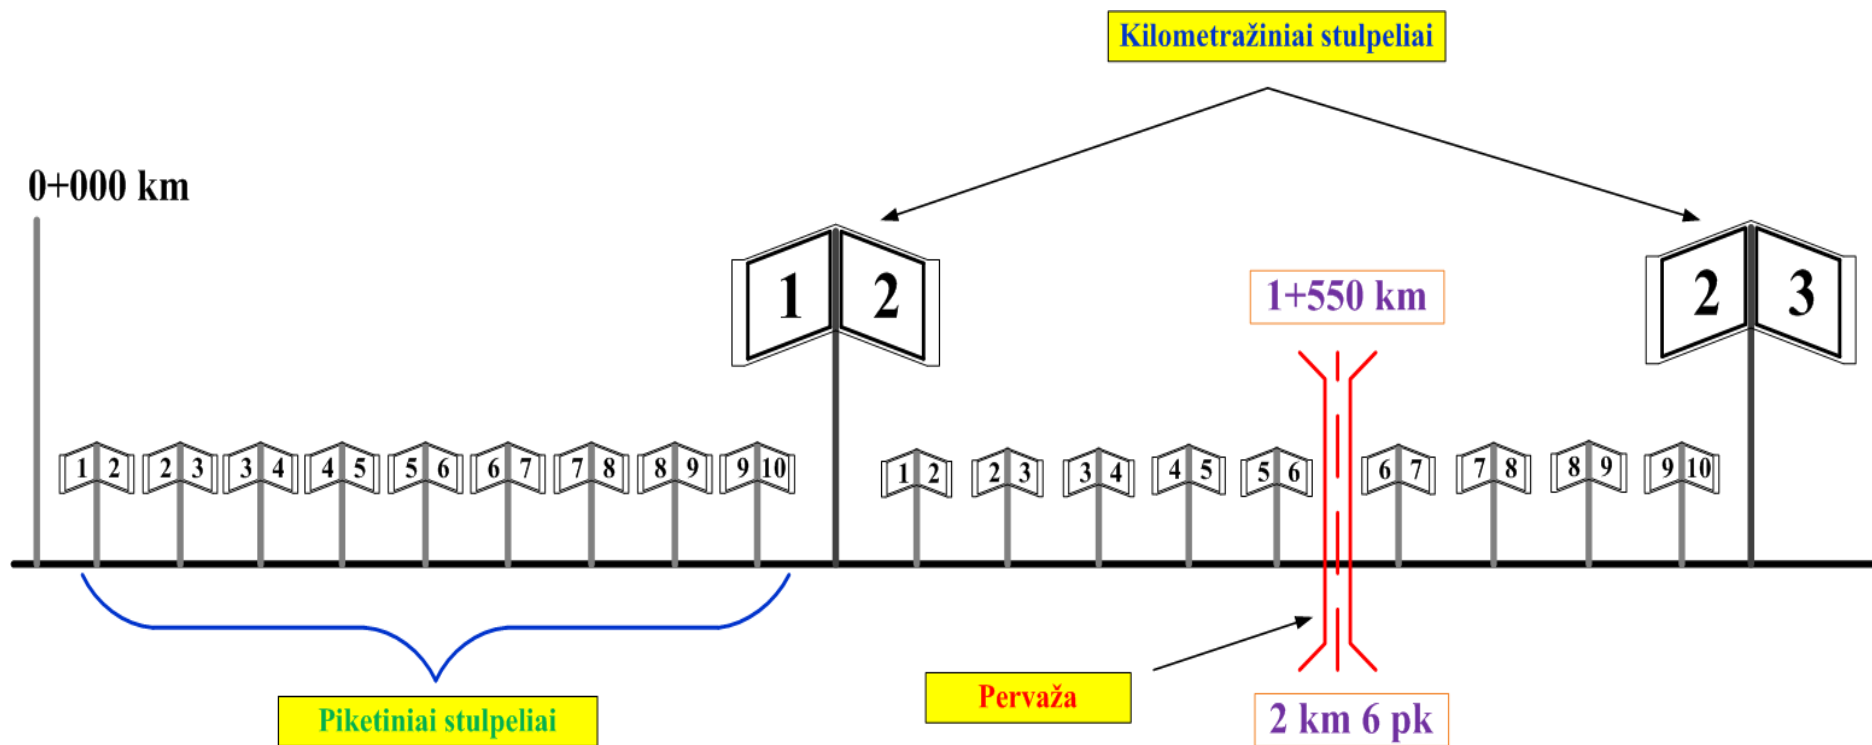 Kilometražiniai stulpeliai
0+000 km
1 2
2 3
1+550 km
1 2 2 3 3 4 4 5 5 6 6 7 7 8 8 9 9 10
1 2 2 3 3 4 4 5 5 6 6 7 7 8 8 9 9 10
Pervaža
Piketiniai stulpeliai
2 km 6 pk